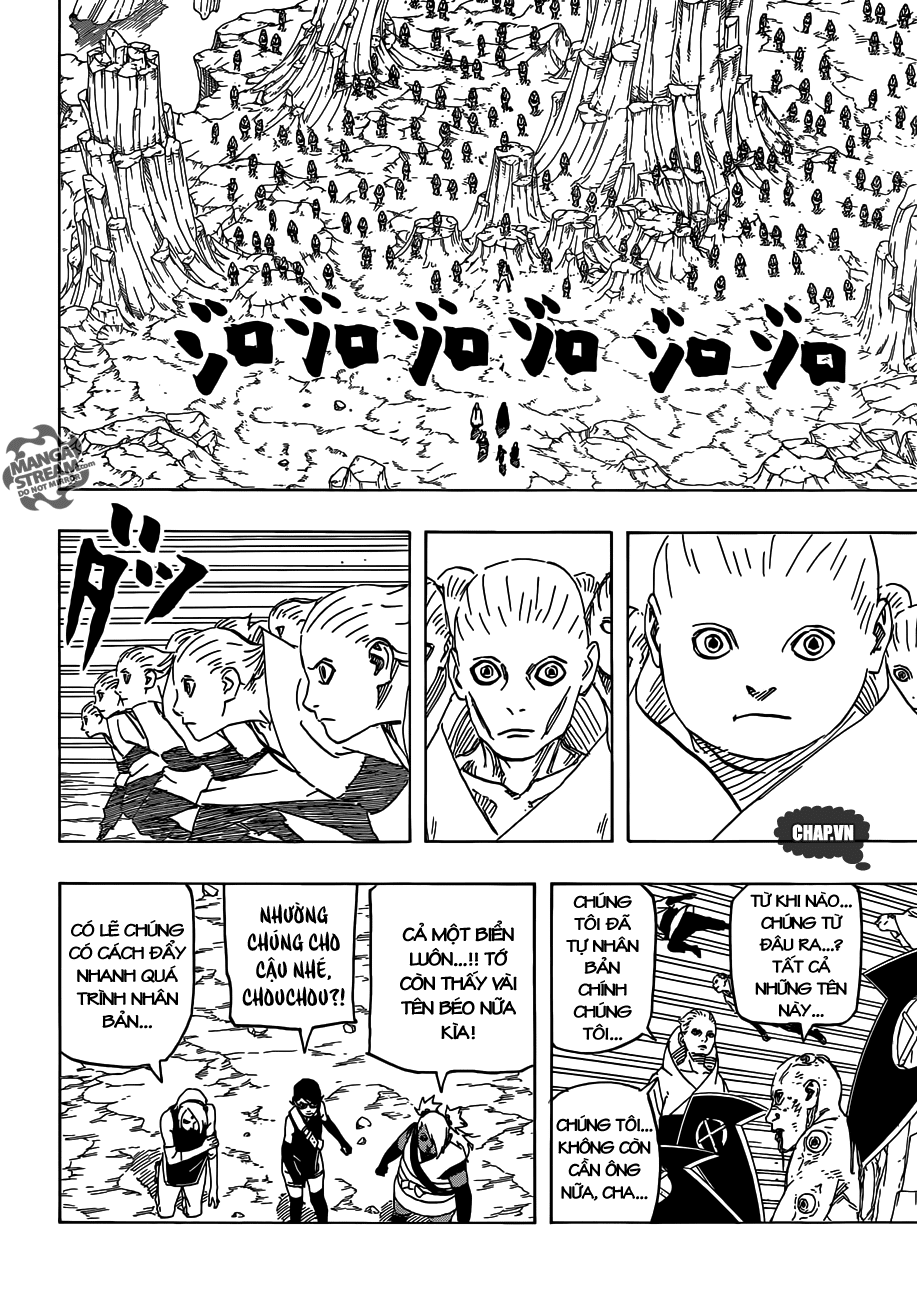 ゾロゾロゾロゾロゾロゾロ
MANGA
STREAM.com
DO NOT MIRROR!
ダッ
CHAP.VN
TỪ KHI NÀO...
CHÚNG TỪ
ĐÂU RA...?
TẤT CẢ
NHỮNG TÊN
NÀY...
CHÚNG
TÔI ĐÃ
TỰ NHÂN
BẢN
CHÍNH
CHÚNG
TÔI...
CHÚNG TÔI...
KHÔNG CÒN
CẦN ÔNG
NỮA, CHA...
CẢ MỘT BIỂN
LUÔN...!! TỚ
CÒN THẤY VÀI
TÊN BÉO NỮA
KÌA!
NHƯỜNG
CHÚNG CHO
CẬU NHÉ,
CHOUCHOU?!
CÓ LẼ CHÚNG
CÓ CÁCH ĐẨY
NHANH QUÁ
TRÌNH NHÂN
BẢN...